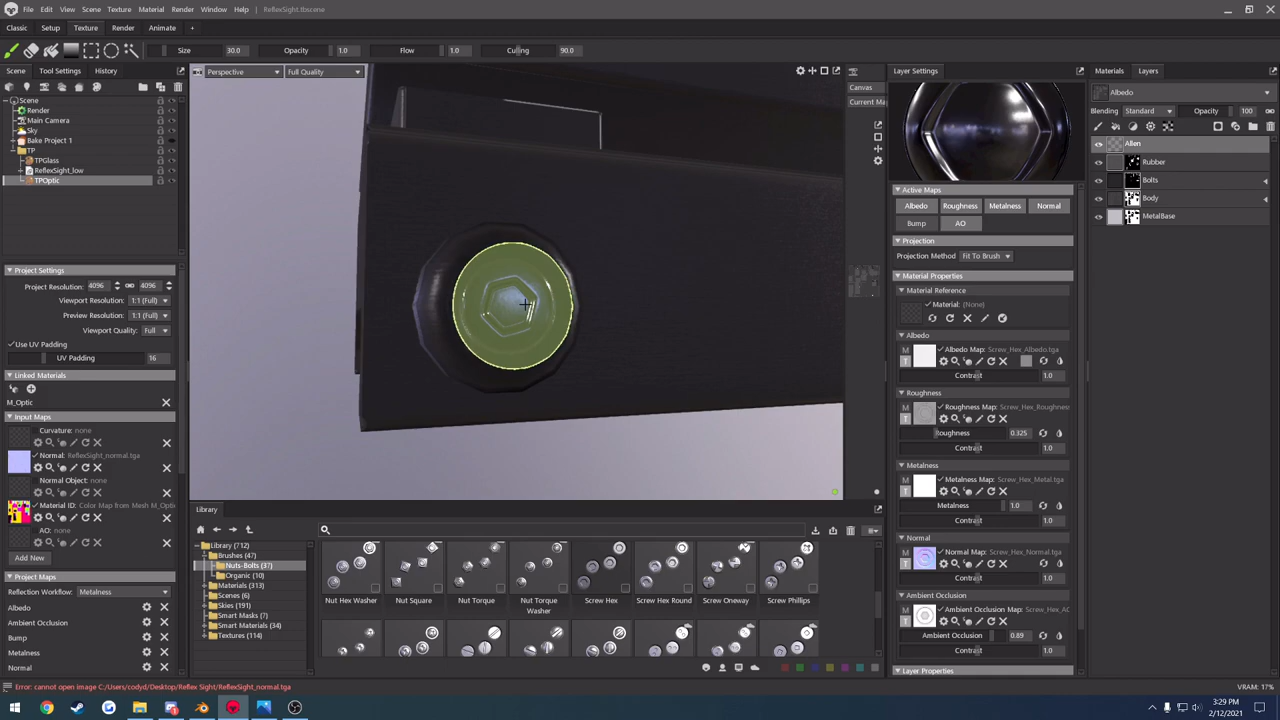 File Edit View Scene Texture Material Render Window Help ReflexSight.tbscene
Classic Setup Texture Render Animate +
Size 30.0 Opacity 1.0 Flow 1.0 Culling 90.0
Scene Tool Settings History
Scene
Render
Main Camera
Sky
Bake Project 1
TP
TPGlass
ReflexSight_low
TPOptic
Project Settings
Project Resolution: 4096 4096
Viewport Resolution: 1:1 (Full)
Preview Resolution: 1:1 (Full)
Viewport Quality: Full
Use UV Padding
UV Padding 16
Linked Materials
M_Optic
Input Maps
Curvature: none
Normal: ReflexSight_normal.tga
Normal Object: none
Material ID: Color Map from Mesh M_Optic
AO: none
Add New
Project Maps
Reflection Workflow: Metalness
Albedo
Ambient Occlusion
Bump
Metalness
Normal
Perspective Full Quality
Canvas
Current Ma
Library
Library (712)
Brushes (47)
Nuts-Bolts (37)
Organic (10)
Materials (313)
Scenes (6)
Skies (191)
Smart Masks (7)
Smart Materials (34)
Textures (114)
Nut Hex Washer Nut Square Nut Torque Nut Torque Washer Screw Hex Screw Hex Round Screw Oneway Screw Phillips
Layer Settings
Active Maps
Albedo Roughness Metalness Normal
Bump AO
Projection
Projection Method Fit To Brush
Material Properties
Material Reference
Material: (None)
Albedo
M
T
Albedo Map: Screw_Hex_Albedo.tga
Contrast 1.0
Roughness
M
T
Roughness Map: Screw_Hex_Roughnes
Roughness 0.325
Contrast 1.0
Metalness
M
T
Metalness Map: Screw_Hex_Metal.tga
Metalness 1.0
Contrast 1.0
Normal
M
T
Normal Map: Screw_Hex_Normal.tga
Contrast 1.0
Ambient Occlusion
M
T
Ambient Occlusion Map: Screw_Hex_AO
Ambient Occlusion 0.89
Contrast 1.0
Layer Properties
Materials Layers
Albedo
Blending Standard Opacity 100
Allen
Rubber
Bolts
Body
MetalBase
Error: cannot open image C:/Users/codyd/Desktop/Reflex Sight/ReflexSight_normal.tga
VRAM: 17%
3:29 PM
2/12/2021